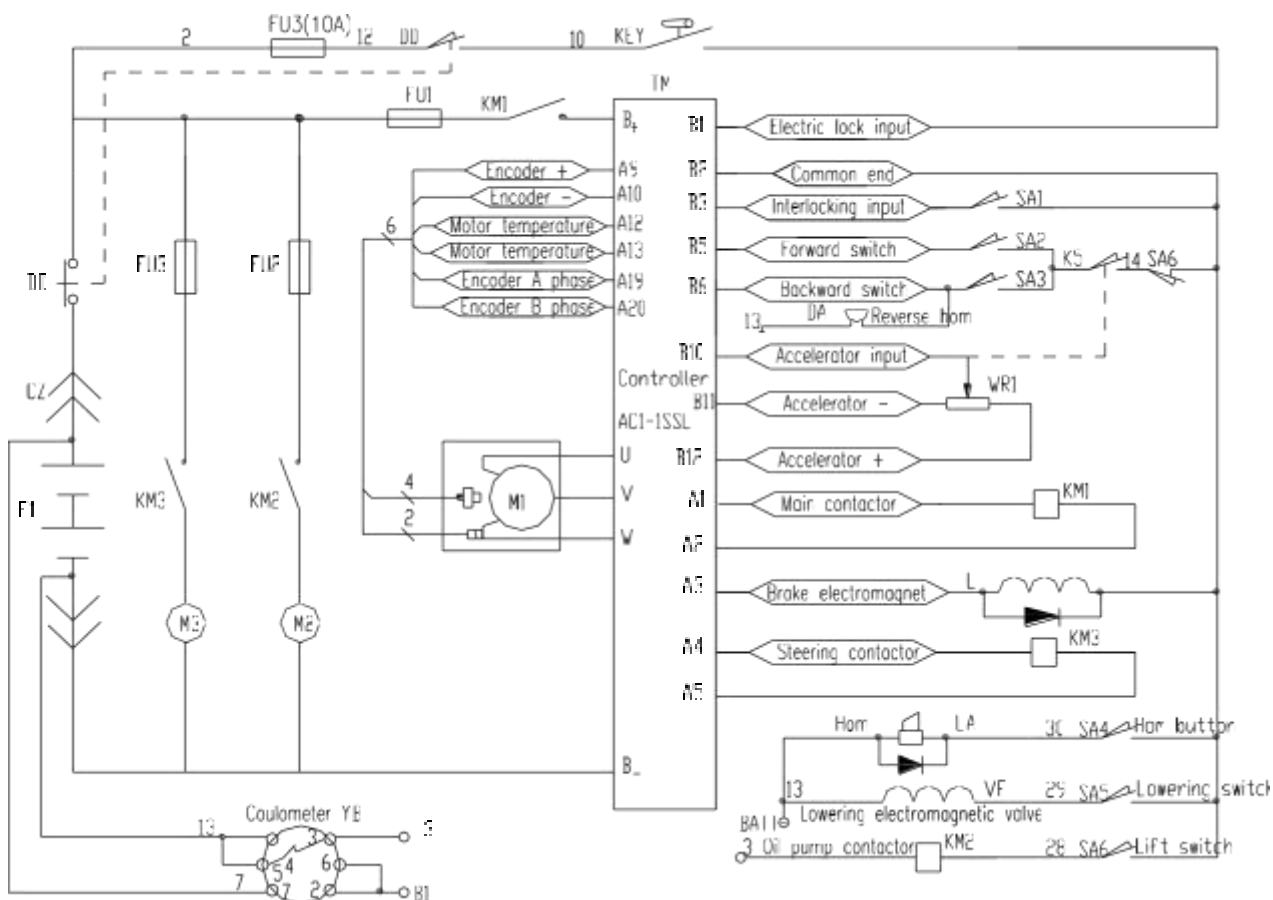 FU3(10A)
2
12
DD
10
KEY
TM
FU1
KM1
B+
B1
Electric lock input
Encoder +
A9
B2
Common end
Encoder -
A10
B3
Interlocking input
SA1
6
Motor temperature
A12
Motor temperature
A13
B5
Forward switch
SA2
K5
14
SA6
FU3
FU2
Encoder A phase
A19
B6
Backward switch
SA3
Encoder B phase
A20
13
DA
Reverse horn
B10
Accelerator input
Controller
CZ
B11
Accelerator -
WR1
AC1-1SSL
U
B12
Accelerator +
KM3
KM2
4
M1
V
A1
Main contactor
KM1
2
W
A2
A3
Brake electromagnet
L
M3
M2
A4
Steering contactor
KM3
A5
Horn
LA
30
SA4
Hor button
B-
13
VF
29
SA5
Lowering switch
Lowering electromagnetic valve
Coulometer YB
13
3
3
Oil pump contactor
KM2
28
SA6
Lift switch
5
4
6
7
7
2
B1